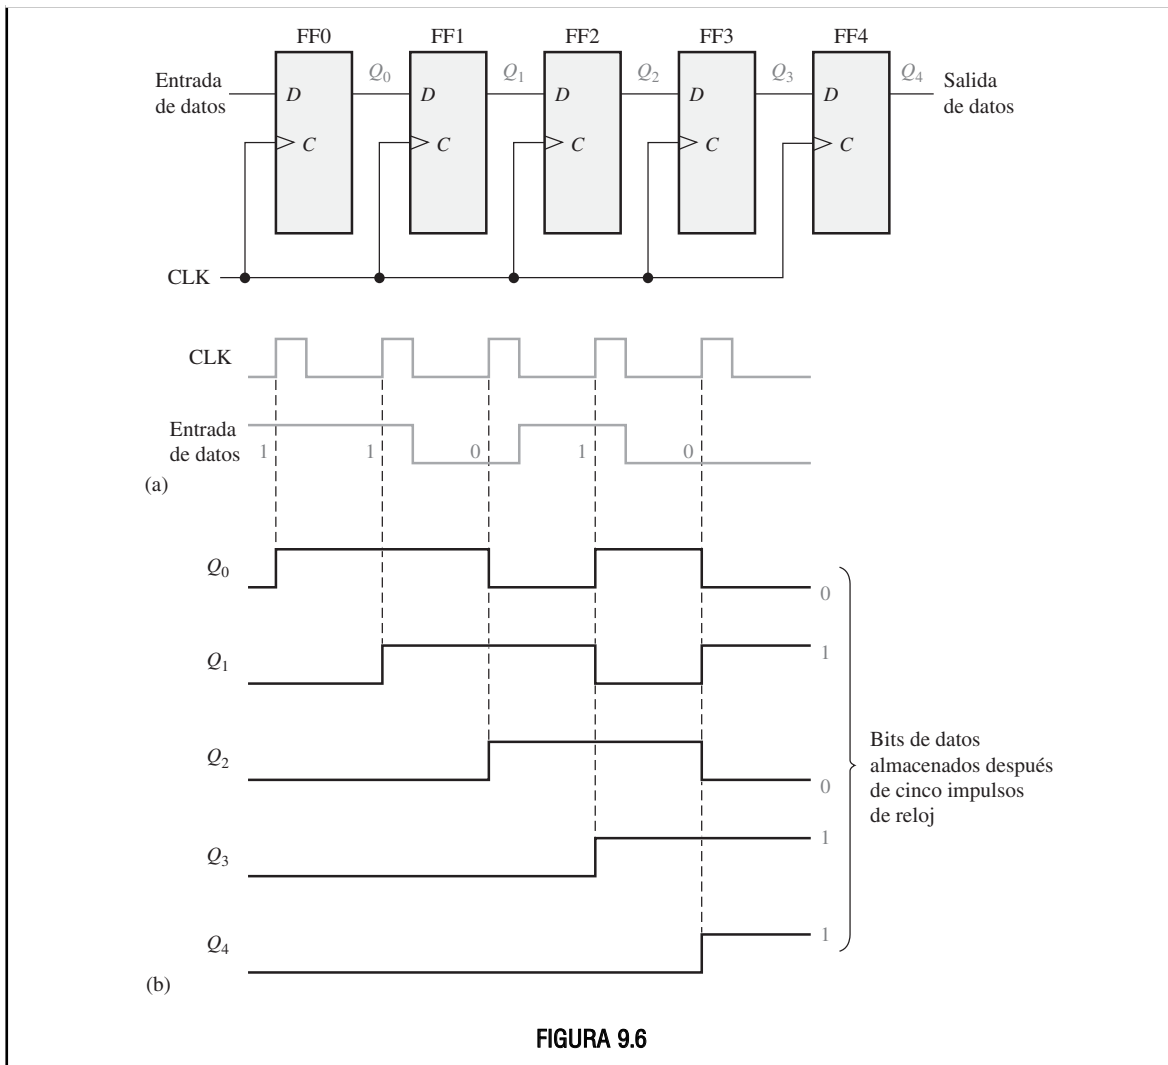 FF0 FF1 FF2 FF3 FF4
Entrada
de datos
Q0 Q1 Q2 Q3 Q4
Salida
de datos
D D D D D
C C C C C
CLK
CLK
Entrada
de datos
1 1 0 1 0
(a)
Q0
0
Q1
1
Q2
0
Bits de datos
almacenados después
de cinco impulsos
de reloj
Q3
1
Q4
1
(b)
FIGURA 9.6